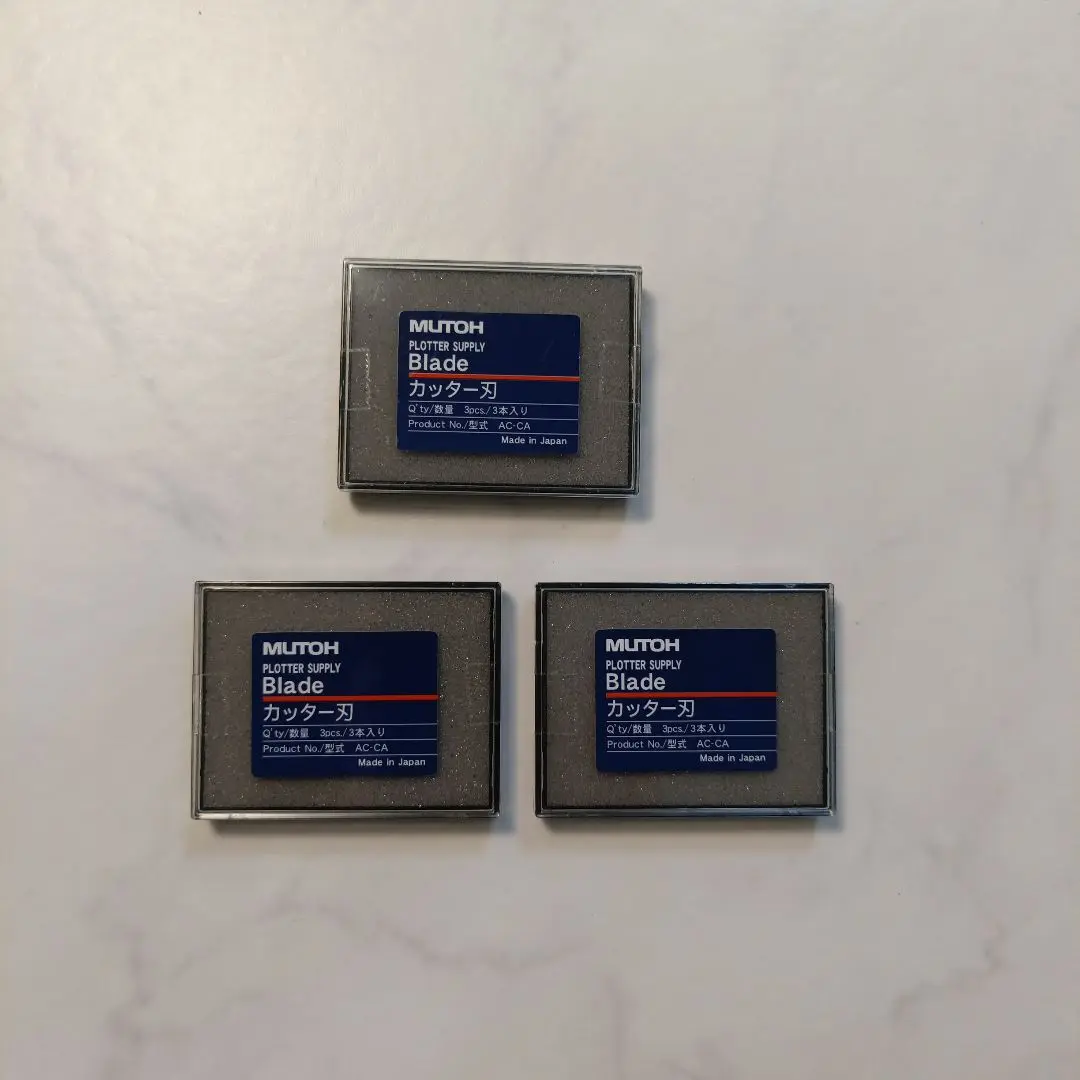 MUTOH
PLOTTER SUPPLY
Blade
カッター刃
Q'ty/数量 3pcs./3本入り
Product No./型式 AC-CA
Made in Japan
MUTOH
PLOTTER SUPPLY
Blade
カッター刃
Q'ty/数量 3pcs./3本入り
Product No./型式 AC-CA
Made in Japan
MUTOH
PLOTTER SUPPLY
Blade
カッター刃
Q'ty/数量 3pcs./3本入り
Product No./型式 AC-CA
Made in Japan